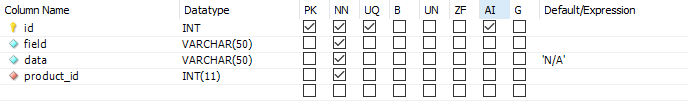 Column Name Datatype PK NN UQ B UN ZF AI G Default/Expression
id INT
field VARCHAR(50)
data VARCHAR(50) 'N/A'
product_id INT(11)